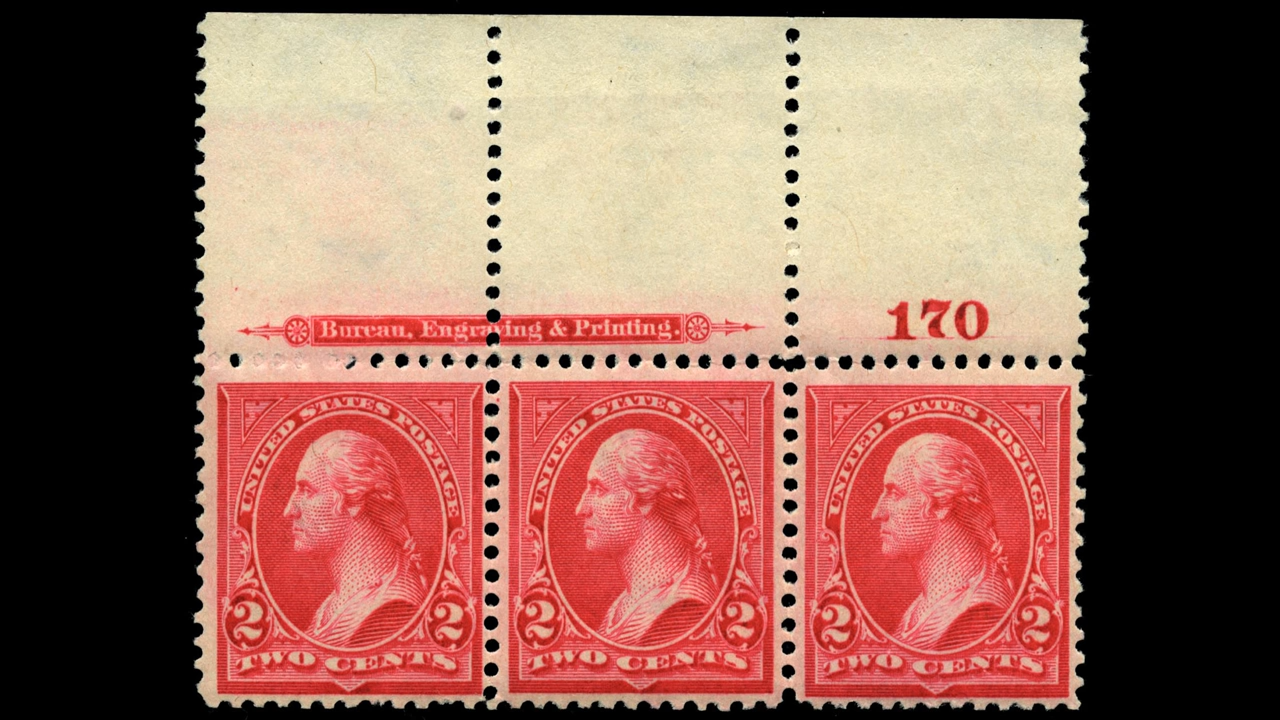 Bureau, Engraving & Printing.
170
UNITED STATES POSTAGE
2 2
TWO CENTS
UNITED STATES POSTAGE
2 2
TWO CENTS
UNITED STATES POSTAGE
2 2
TWO CENTS